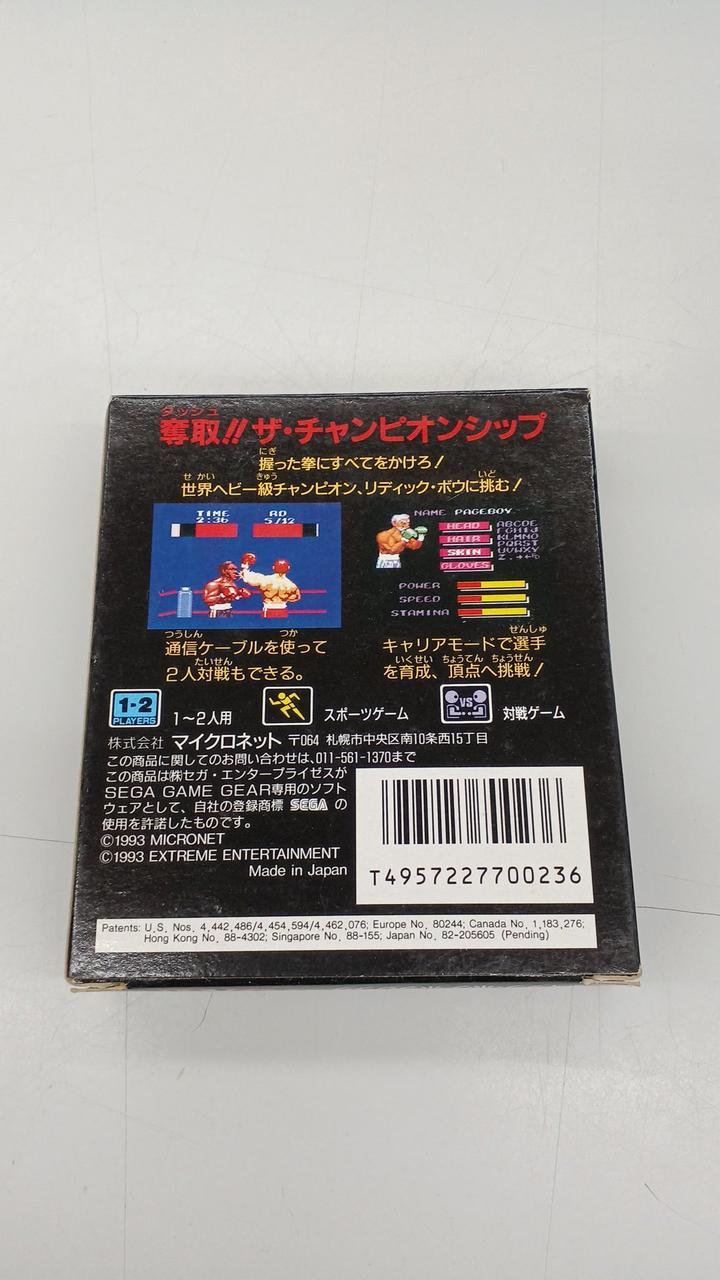 ダッシュ
奪取!! ザ・チャンピオンシップ
にぎ
握った拳にすべてをかけろ!
せかい きゅう いど
世界ヘビー級チャンピオン、リディック・ボウに挑む!
TIME RD
2:36 5/12
NAME PAGEBOY
HEAD ABCDE
FGHIJ
HAIR KLMNO
PQRST
SKIN UVWXY
GLOVES
POWER
SPEED
STAMINA
つうしん つか
通信ケーブルを使って
たいせん
2人対戦もできる。
せんしゅ
キャリアモードで選手
いくせい ちょうてん ちょうせん
を育成、頂点へ挑戦!
1-2
PLAYERS
1〜2人用
スポーツゲーム
VS
対戦ゲーム
株式会社 マイクロネット 〒064 札幌市中央区南10条西15丁目
この商品に関してのお問い合わせは、011-561-1370まで
この商品は㈱セガ・エンタープライゼスが
SEGA GAME GEAR専用のソフト
ウェアとして、自社の登録商標 SEGA の
使用を許諾したものです。
©1993 MICRONET
©1993 EXTREME ENTERTAINMENT
Made in Japan
T4957227700236
Patents: U.S. Nos. 4,442,486/4,454,594/4,462,076; Europe No. 80244; Canada No. 1,183,276;
Hong Kong No. 88-4302; Singapore No. 88-155; Japan No. 82-205605 (Pending)